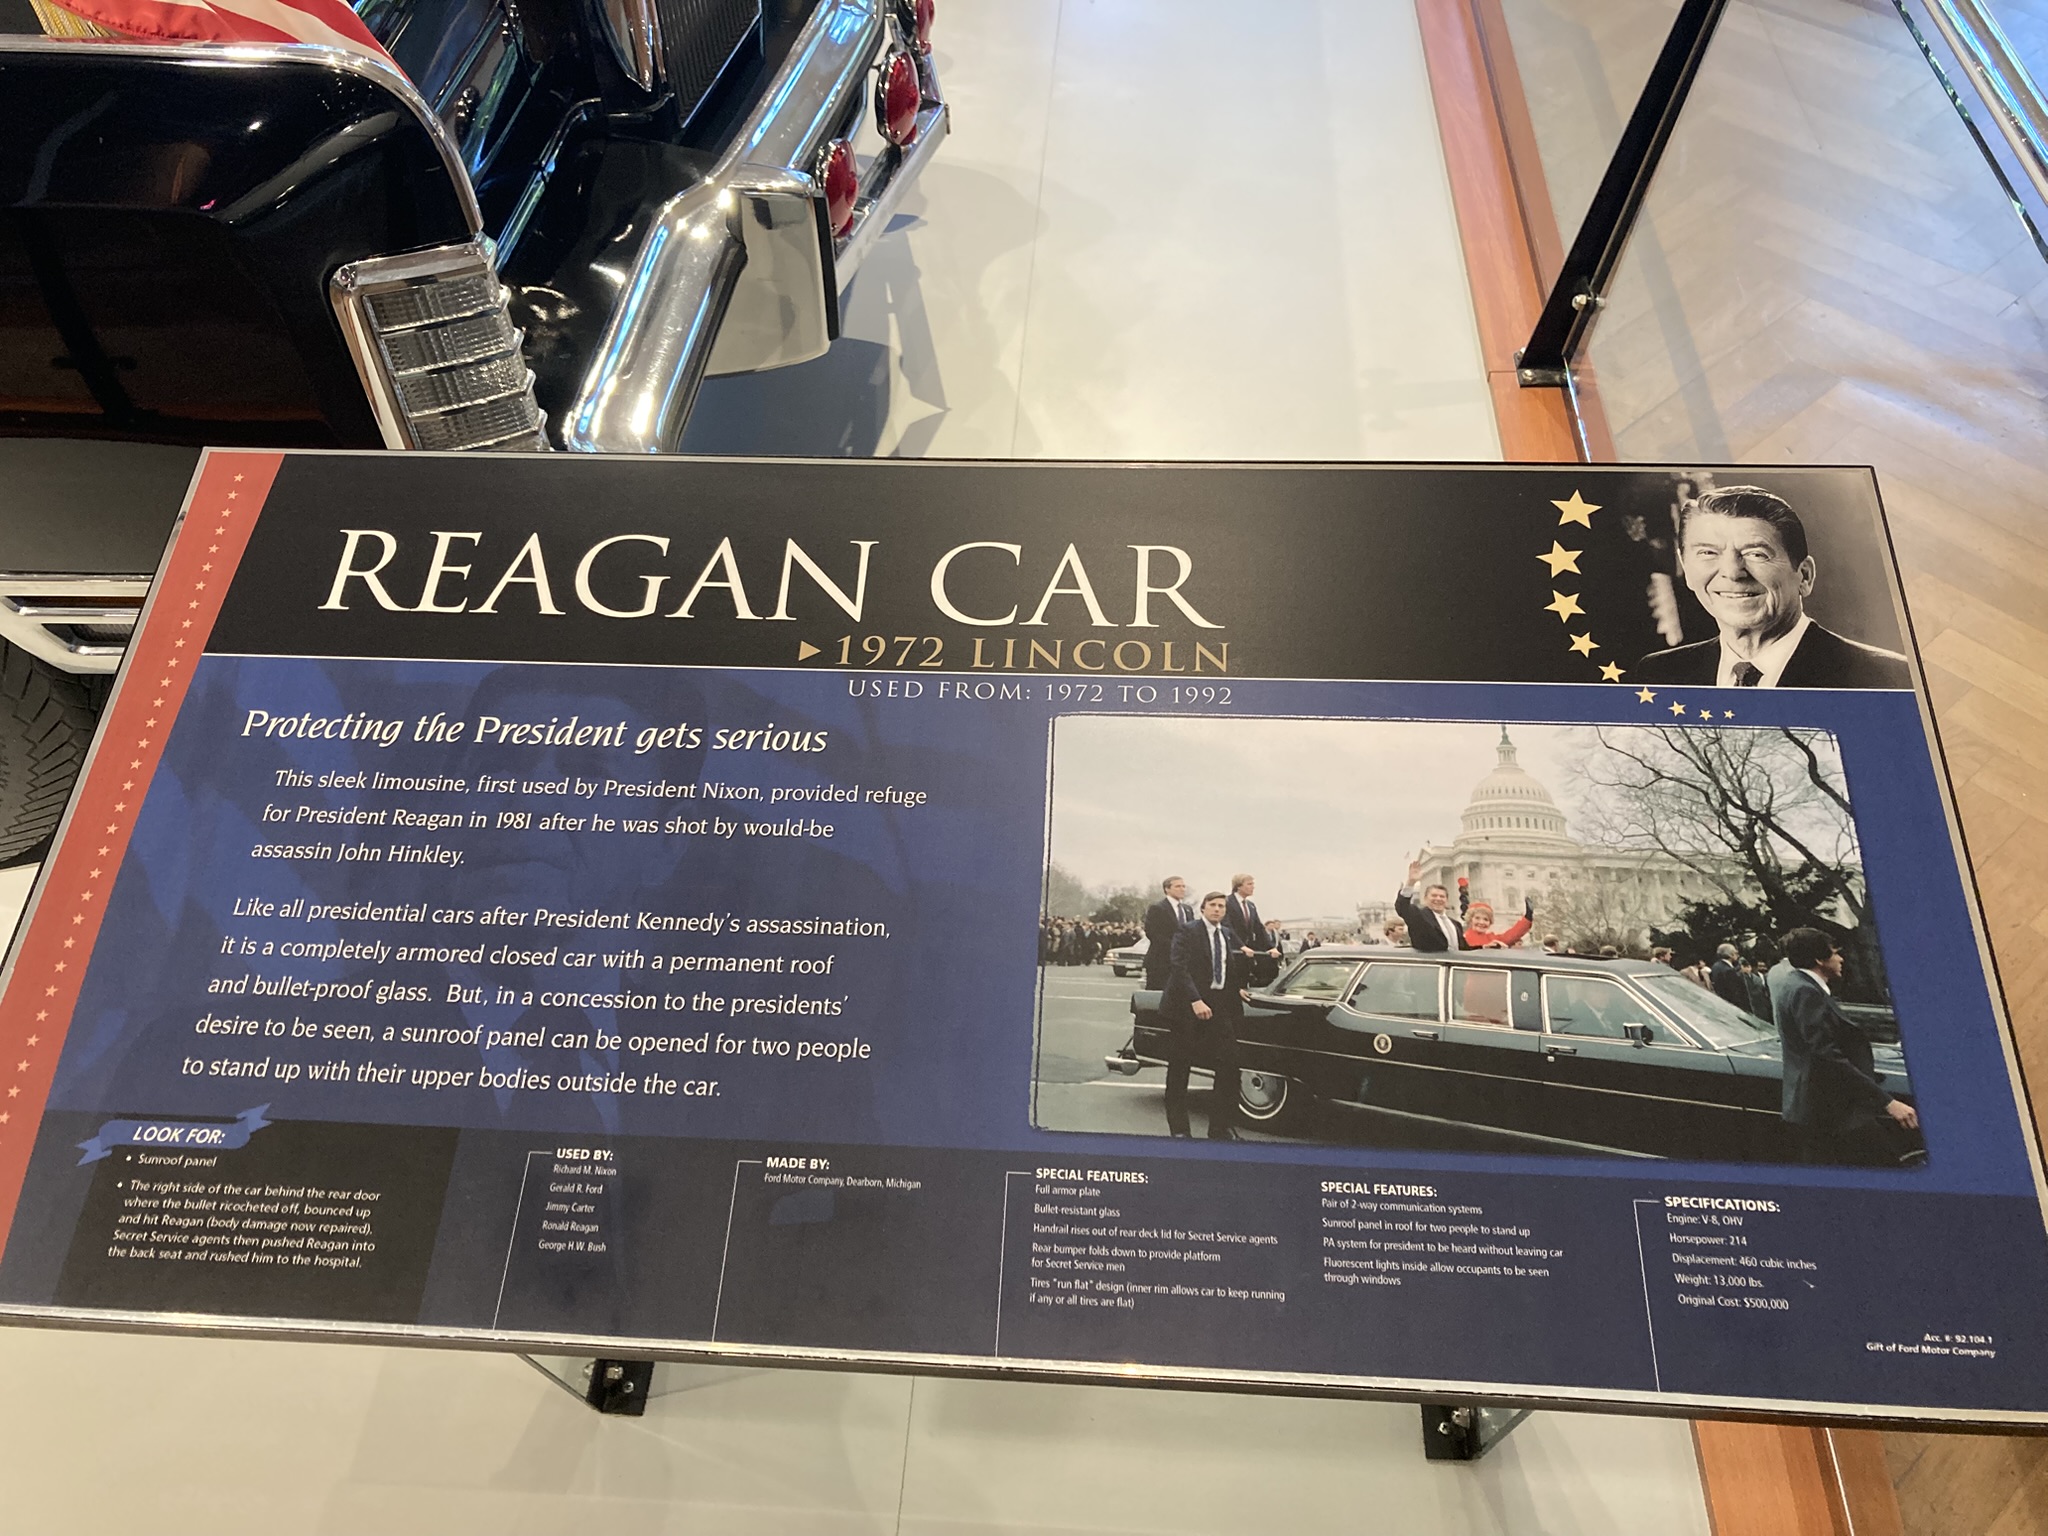 REAGAN CAR
►1972 LINCOLN
USED FROM: 1972 TO 1992
Protecting the President gets serious
This sleek limousine, first used by President Nixon, provided refuge
for President Reagan in 1981 after he was shot by would-be
assassin John Hinkley.
Like all presidential cars after President Kennedy's assassination,
it is a completely armored closed car with a permanent roof
and bullet-proof glass. But, in a concession to the presidents'
desire to be seen, a sunroof panel can be opened for two people
to stand up with their upper bodies outside the car.
LOOK FOR:
• Sunroof panel
• The right side of the car behind the rear door
where the bullet ricocheted off, bounced up
and hit Reagan (body damage now repaired).
Secret Service agents then pushed Reagan into
the back seat and rushed him to the hospital.
USED BY:
Richard M. Nixon
Gerald R. Ford
Jimmy Carter
Ronald Reagan
George H.W. Bush
MADE BY:
Ford Motor Company, Dearborn, Michigan
SPECIAL FEATURES:
Full armor plate
Bullet-resistant glass
Handrail rises out of rear deck lid for Secret Service agents
Rear bumper folds down to provide platform
for Secret Service men
Tires "run flat" design (inner rim allows car to keep running
if any or all tires are flat)
SPECIAL FEATURES:
Pair of 2-way communication systems
Sunroof panel in roof for two people to stand up
PA system for president to be heard without leaving car
Fluorescent lights inside allow occupants to be seen
through windows
SPECIFICATIONS:
Engine: V-8, OHV
Horsepower: 214
Displacement: 460 cubic inches
Weight: 13,000 lbs.
Original Cost: $500,000
Acc. #: 92.104.1
Gift of Ford Motor Company